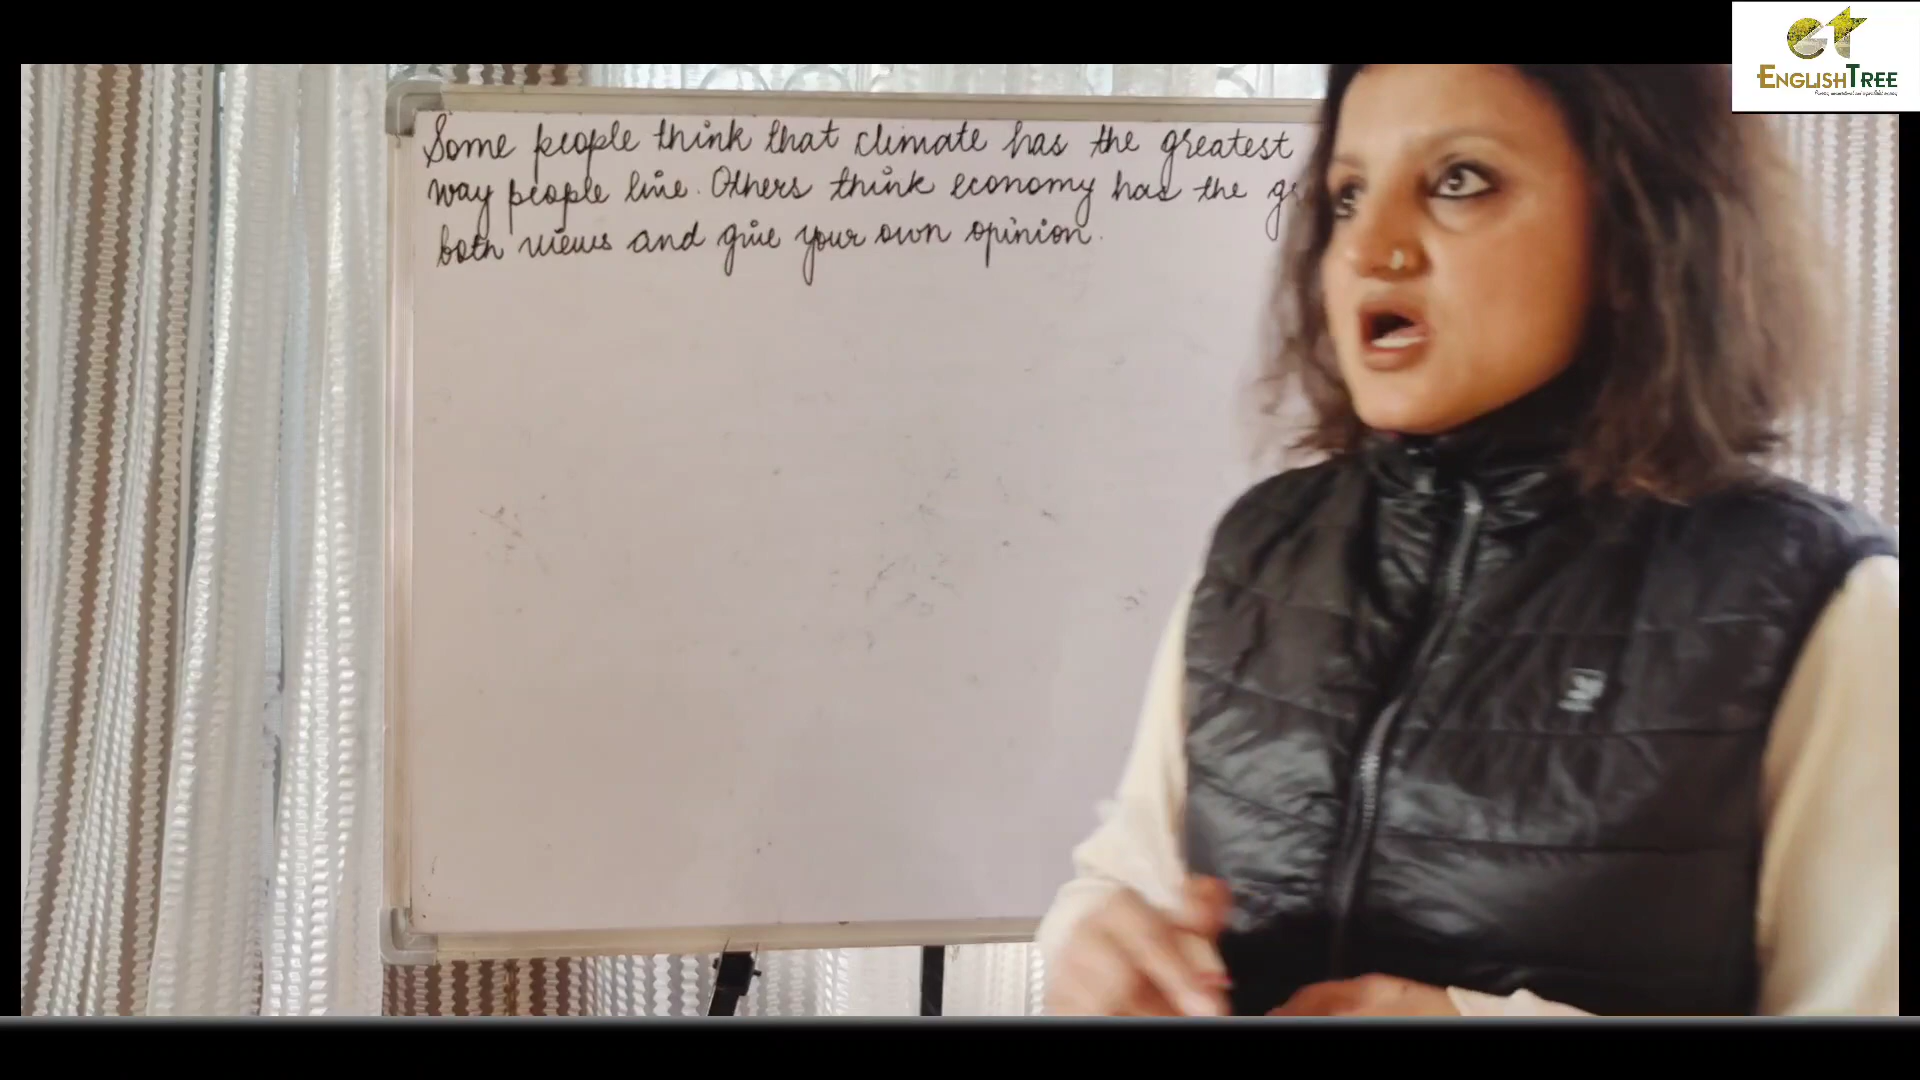 Some people think that climate has the greatest
way people live. Others think economy has the
both views and give your own opinion.
ENGLISHTREE